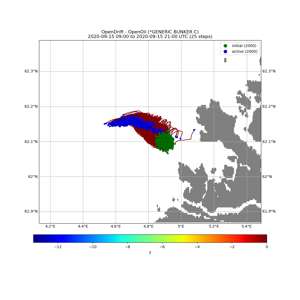 OpenDrift - OpenOil (*GENERIC BUNKER C)
2020-09-15 09:00 to 2020-09-15 21:00 UTC (25 steps)
initial (2000)
active (2000)
62.3°N 62.3°N
62.2°N 62.2°N
62.1°N 62.1°N
62°N 62°N
61.9°N 61.9°N
4.2°E 4.4°E 4.6°E 4.8°E 5°E 5.2°E 5.4°E
−12 −10 −8 −6 −4 −2 0
z